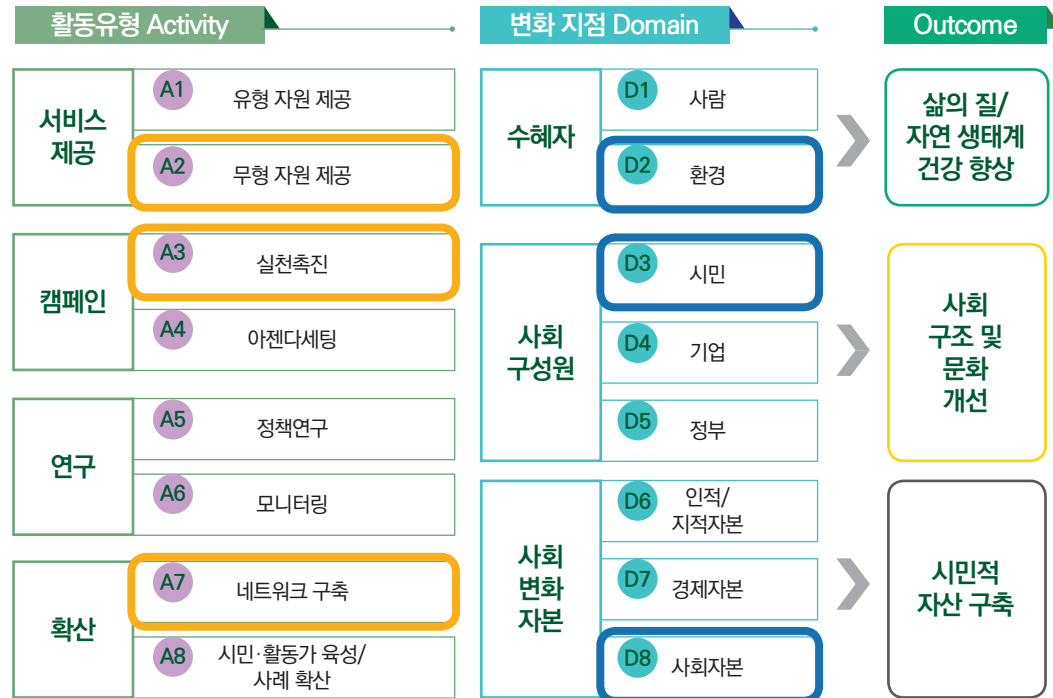 활동유형 Activity
변화 지점 Domain
Outcome
서비스
제공
A1
유형 자원 제공
A2
무형 자원 제공
캠페인
A3
실천촉진
A4
아젠다세팅
연구
A5
정책연구
A6
모니터링
확산
A7
네트워크 구축
A8
시민·활동가 육성/
사례 확산
수혜자
D1
사람
D2
환경
사회
구성원
D3
시민
D4
기업
D5
정부
사회
변화
자본
D6
인적/
지적자본
D7
경제자본
D8
사회자본
삶의 질/
자연 생태계
건강 향상
사회
구조 및
문화
개선
시민적
자산 구축